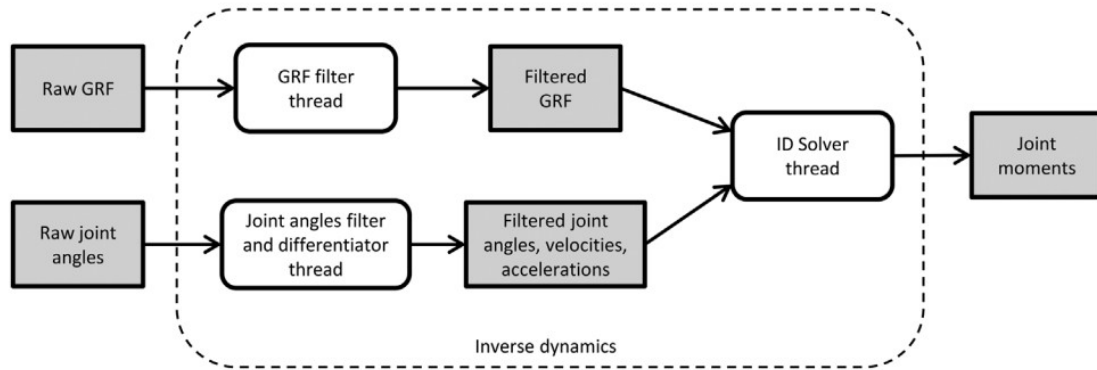 Raw GRF
GRF filter
thread
Filtered
GRF
ID Solver
thread
Joint
moments
Raw joint
angles
Joint angles filter
and differentiator
thread
Filtered joint
angles, velocities,
accelerations
Inverse dynamics